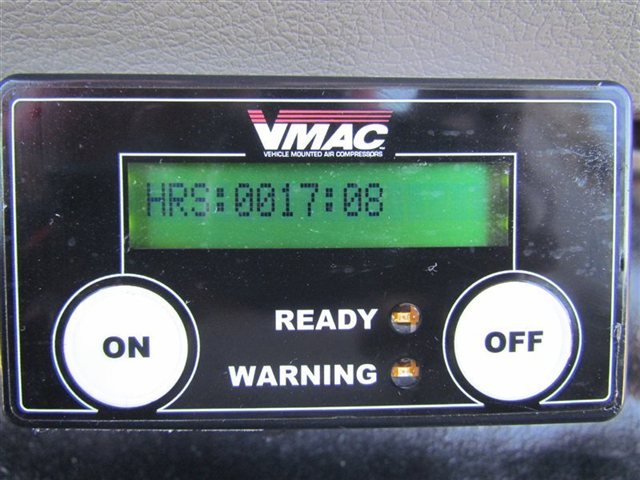 VMAC
VEHICLE MOUNTED AIR COMPRESSORS
HRS:0017:08
READY
ON
OFF
WARNING